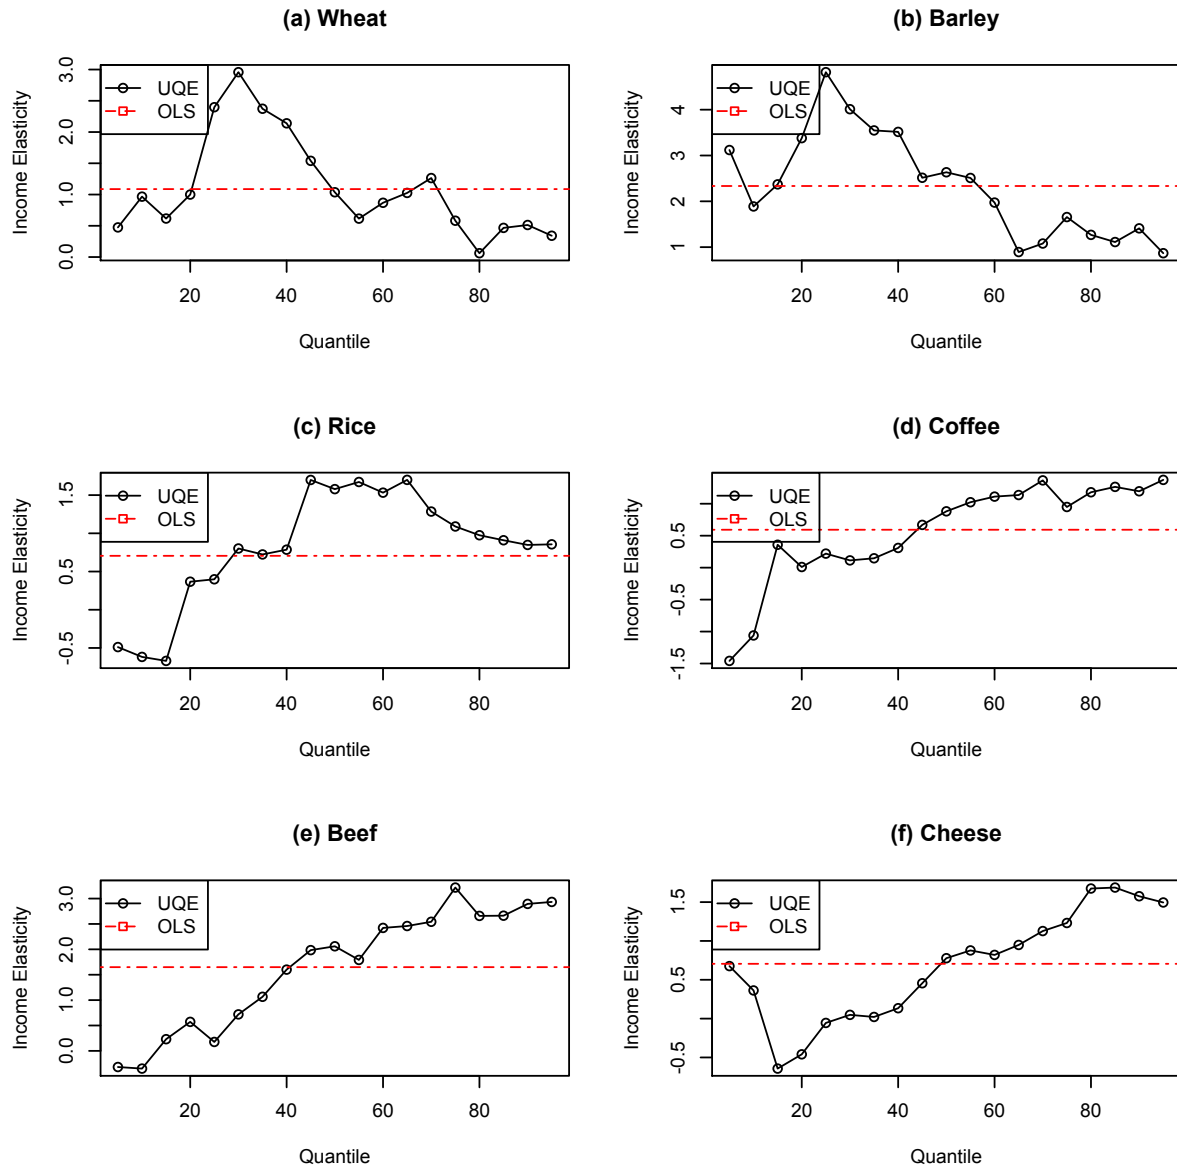 (a) Wheat
UQE
OLS
Income Elasticity
0.0 1.0 2.0 3.0
20 40 60 80
Quantile
(b) Barley
UQE
OLS
Income Elasticity
1 2 3 4
20 40 60 80
Quantile
(c) Rice
UQE
OLS
Income Elasticity
-0.5 0.5 1.5
20 40 60 80
Quantile
(d) Coffee
UQE
OLS
Income Elasticity
-1.5 -0.5 0.5
20 40 60 80
Quantile
(e) Beef
UQE
OLS
Income Elasticity
0.0 1.0 2.0 3.0
20 40 60 80
Quantile
(f) Cheese
UQE
OLS
Income Elasticity
-0.5 0.5 1.5
20 40 60 80
Quantile